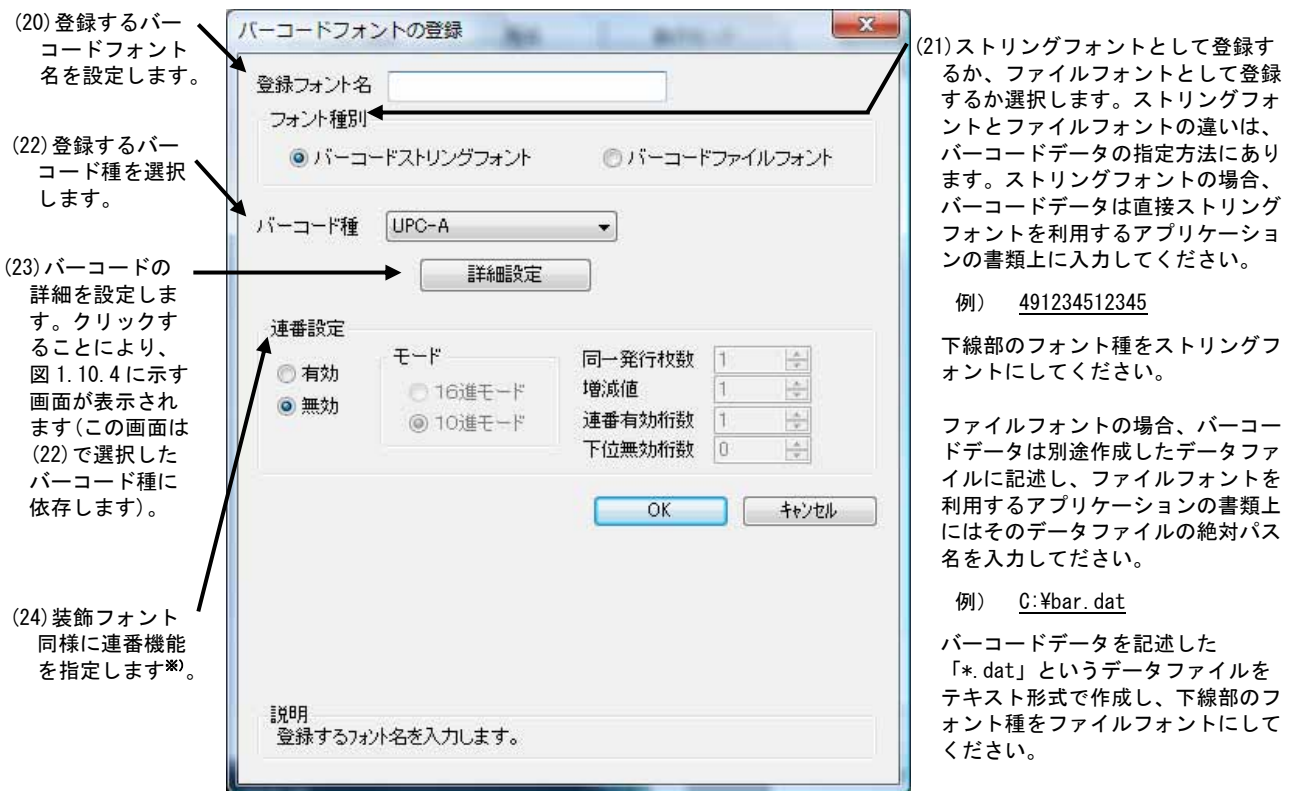 (20)登録するバー
コードフォント
名を設定します。
(22)登録するバー
コード種を選択
します。
(23)バーコードの
詳細を設定しま
す。クリックす
ることにより、
図1.10.4に示す
画面が表示され
ます(この画面は
(22)で選択した
バーコード種に
依存します)。
(24)装飾フォント
同様に連番機能
を指定します※)。
バーコードフォントの登録
登録フォント名
フォント種別
バーコードストリングフォント
バーコードファイルフォント
バーコード種 UPC-A
詳細設定
連番設定
有効
無効
モード
16進モード
10進モード
同一発行枚数 1
増減値 1
連番有効桁数 1
下位無効桁数 0
OK キャンセル
説明
登録するフォント名を入力します。
(21)ストリングフォントとして登録す
るか、ファイルフォントとして登録
するか選択します。ストリングフォ
ントとファイルフォントの違いは、
バーコードデータの指定方法にあり
ます。ストリングフォントの場合、
バーコードデータは直接ストリング
フォントを利用するアプリケーショ
ンの書類上に入力してください。
例) 491234512345
下線部のフォント種をストリングフ
ォントにしてください。
ファイルフォントの場合、バーコー
ドデータは別途作成したデータファ
イルに記述し、ファイルフォントを
利用するアプリケーションの書類上
にはそのデータファイルの絶対パス
名を入力してださい。
例) C:¥bar.dat
バーコードデータを記述した
「*.dat」というデータファイルを
テキスト形式で作成し、下線部のフ
ォント種をファイルフォントにして
ください。